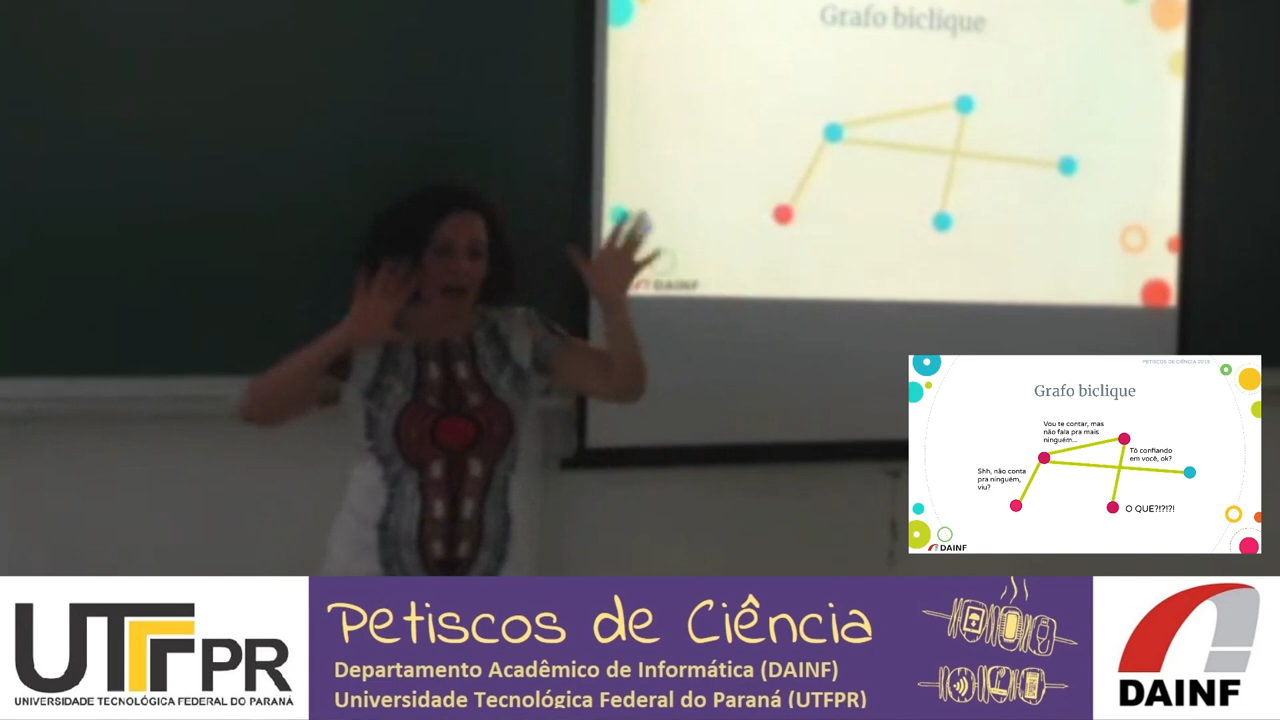 Grafo biclique
DAINF
PETISCOS DE CIÊNCIA 2019
Grafo biclique
Vou te contar, mas
não fala pra mais
ninguém...
Tô confiando
em você, ok?
Shh, não conta
pra ninguém,
viu?
O QUE?!?!?!
DAINF
UTFPR
UNIVERSIDADE TECNOLÓGICA FEDERAL DO PARANÁ
Petiscos de Ciência
Departamento Acadêmico de Informática (DAINF)
Universidade Tecnológica Federal do Paraná (UTFPR)
DAINF